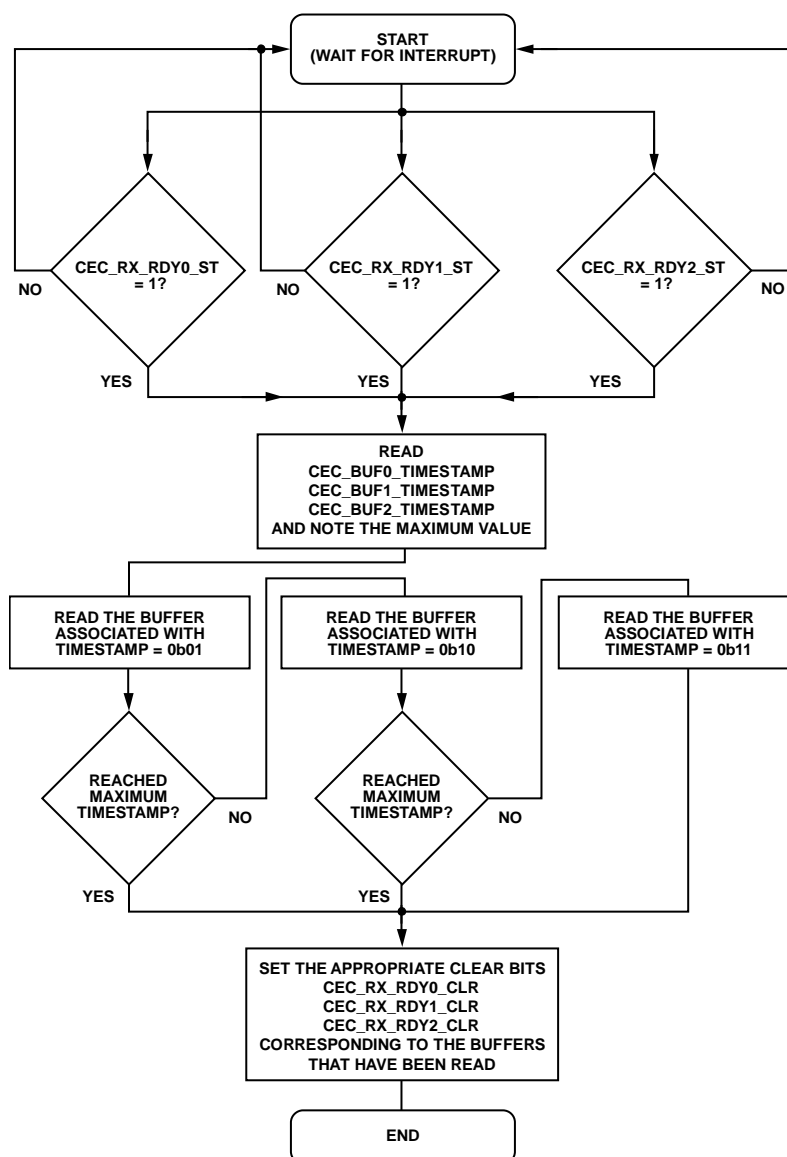 START
(WAIT FOR INTERRUPT)
CEC_RX_RDY0_ST
= 1?
NO
YES
CEC_RX_RDY1_ST
= 1?
NO
YES
CEC_RX_RDY2_ST
= 1?
NO
YES
READ
CEC_BUF0_TIMESTAMP
CEC_BUF1_TIMESTAMP
CEC_BUF2_TIMESTAMP
AND NOTE THE MAXIMUM VALUE
READ THE BUFFER
ASSOCIATED WITH
TIMESTAMP = 0b01
READ THE BUFFER
ASSOCIATED WITH
TIMESTAMP = 0b10
READ THE BUFFER
ASSOCIATED WITH
TIMESTAMP = 0b11
REACHED
MAXIMUM
TIMESTAMP?
NO
YES
REACHED
MAXIMUM
TIMESTAMP?
NO
YES
SET THE APPROPRIATE CLEAR BITS
CEC_RX_RDY0_CLR
CEC_RX_RDY1_CLR
CEC_RX_RDY2_CLR
CORRESPONDING TO THE BUFFERS
THAT HAVE BEEN READ
END